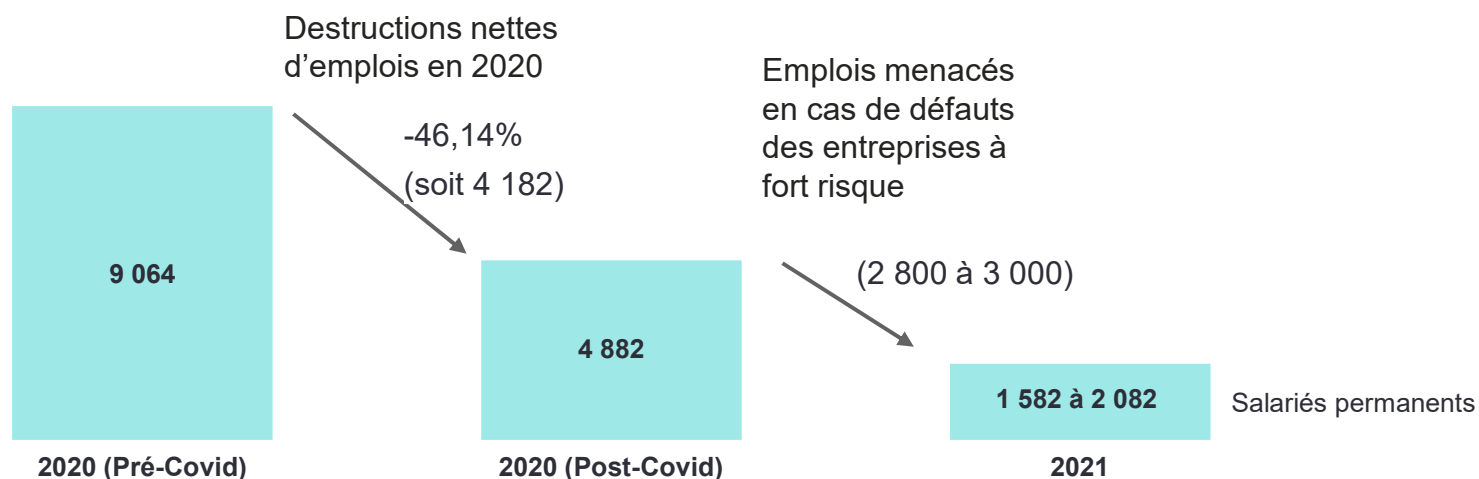 Destructions nettes
d'emplois en 2020
-46,14%
(soit 4 182)
Emplois menacés
en cas de défauts
des entreprises à
fort risque
(2 800 à 3 000)
9 064
4 882
1 582 à 2 082
Salariés permanents
2020 (Pré-Covid)
2020 (Post-Covid)
2021